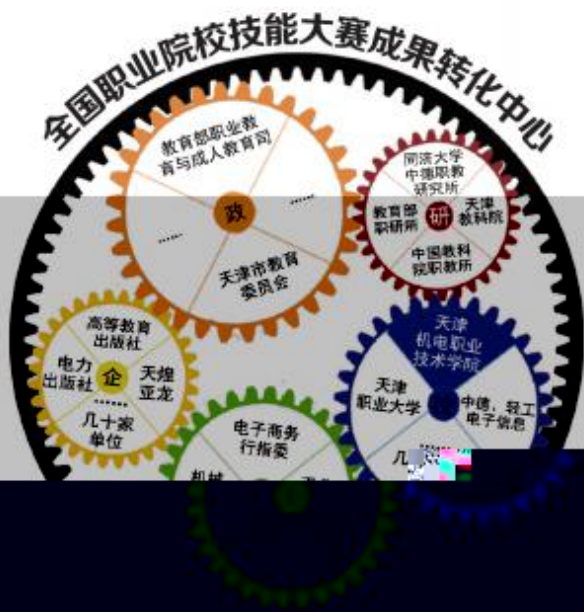 全国职业院校技能大赛成果转化中心
教育部职业教
育与成人教育司
……
政
……
天津市教育
委员会
同济大学
中德职教
研究所
教育部
职研所
研
天津
教科院
中国教科
院职教所
高等教育
出版社
电力
出版社
企
天煌
亚龙
……
几十家
单位
天津
机电职业
技术学院
天津
职业大学
中德、轻工
电子信息
……
几
电子商务
行指委
机械